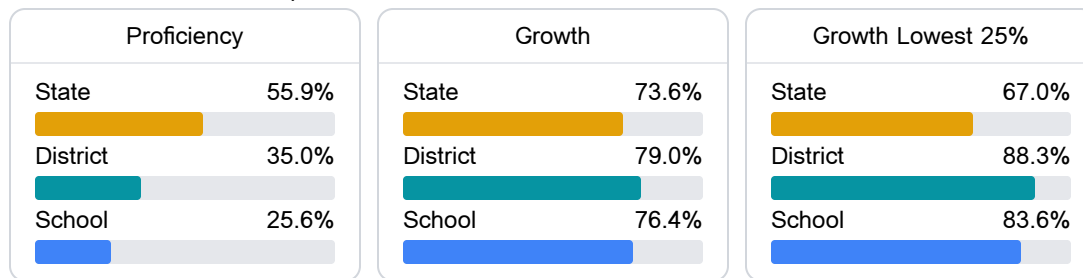 Proficiency
State 55.9%
District 35.0%
School 25.6%
Growth
State 73.6%
District 79.0%
School 76.4%
Growth Lowest 25%
State 67.0%
District 88.3%
School 83.6%